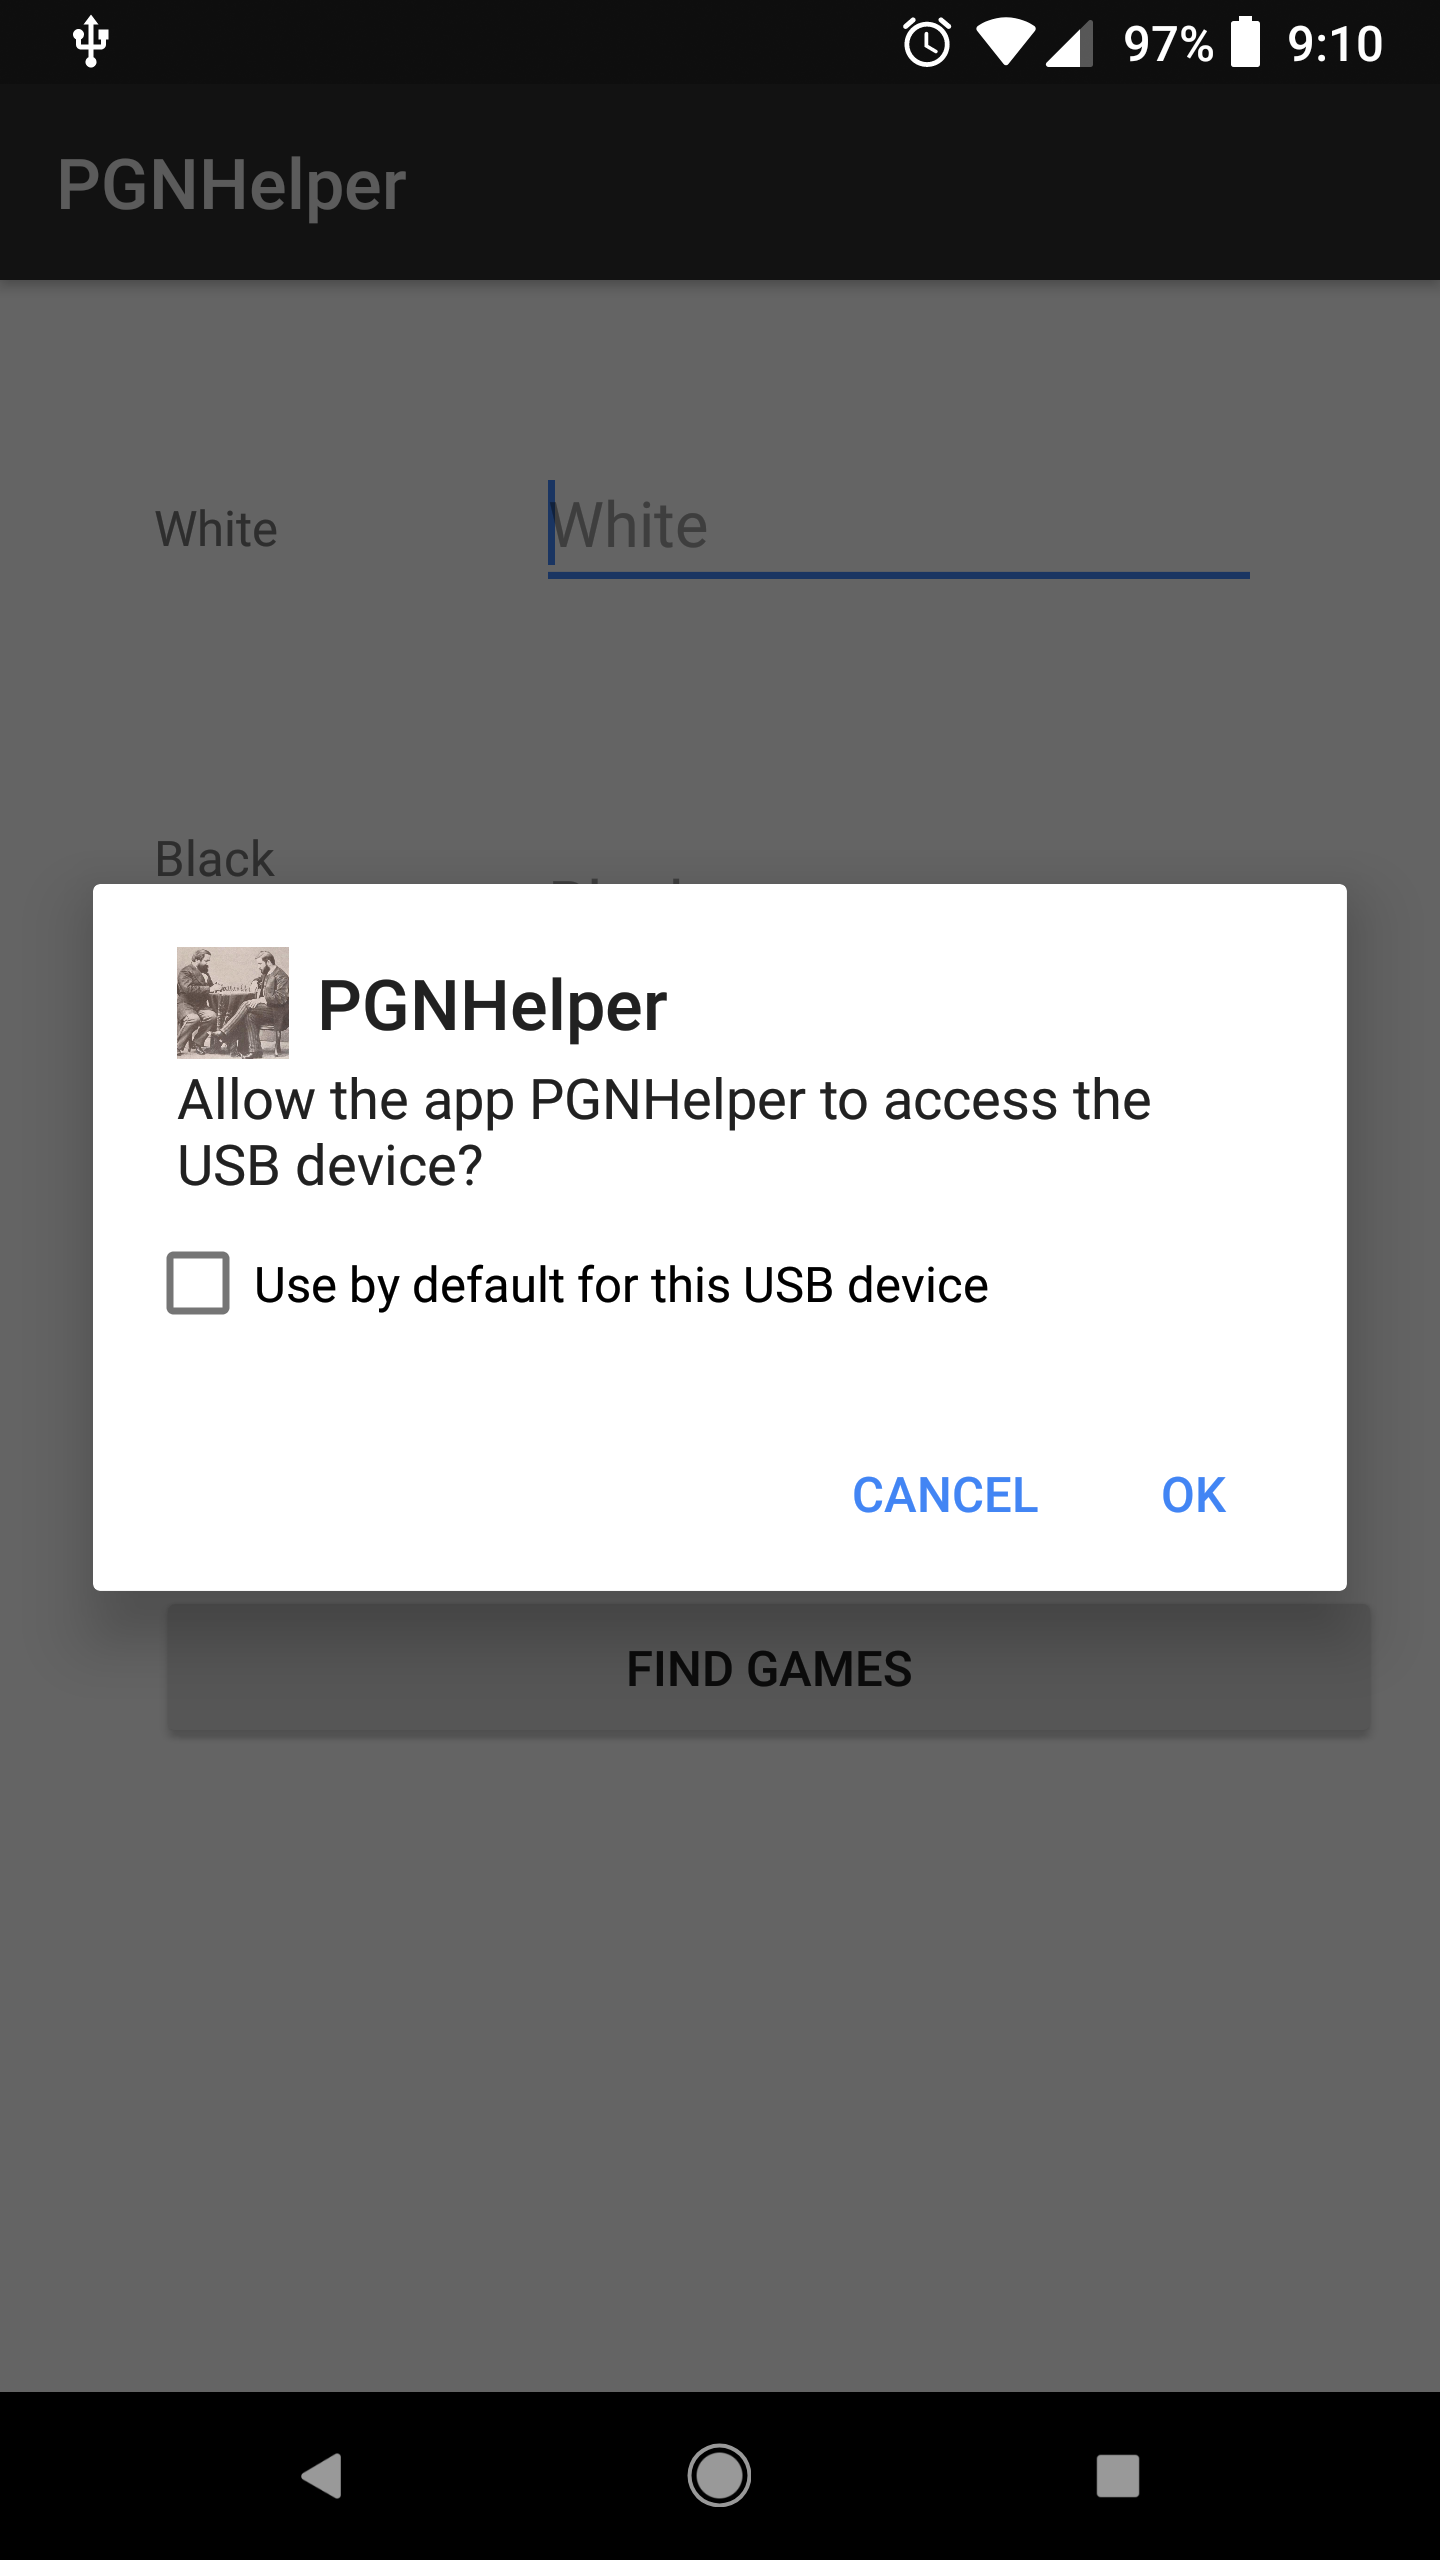 97% 9:10
PGNHelper
White White
Black
PGNHelper
Allow the app PGNHelper to access the
USB device?
Use by default for this USB device
CANCEL OK
FIND GAMES